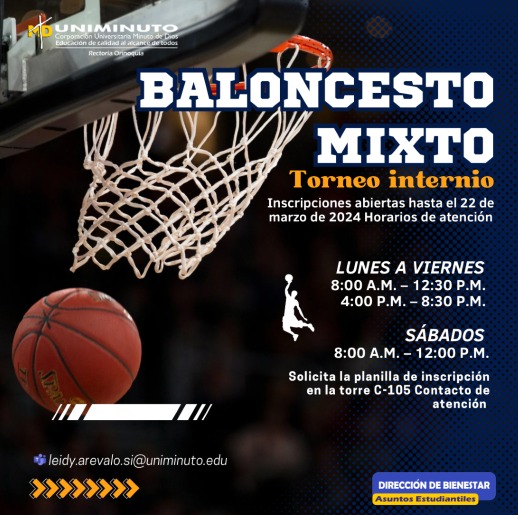 UNIMINUTO
Corporación Universitaria Minuto de Dios
Educación de calidad al alcance de todos
Rectoría Orinoquía
BALONCESTO
MIXTO
Torneo internio
Inscripciones abiertas hasta el 22 de
marzo de 2024 Horarios de atención
LUNES A VIERNES
8:00 A.M. – 12:30 P.M.
4:00 P.M. – 8:30 P.M.
SÁBADOS
8:00 A.M. – 12:00 P.M.
Solicita la planilla de inscripción
en la torre C-105 Contacto de
atención
leidy.arevalo.si@uniminuto.edu
DIRECCIÓN DE BIENESTAR
Asuntos Estudiantiles